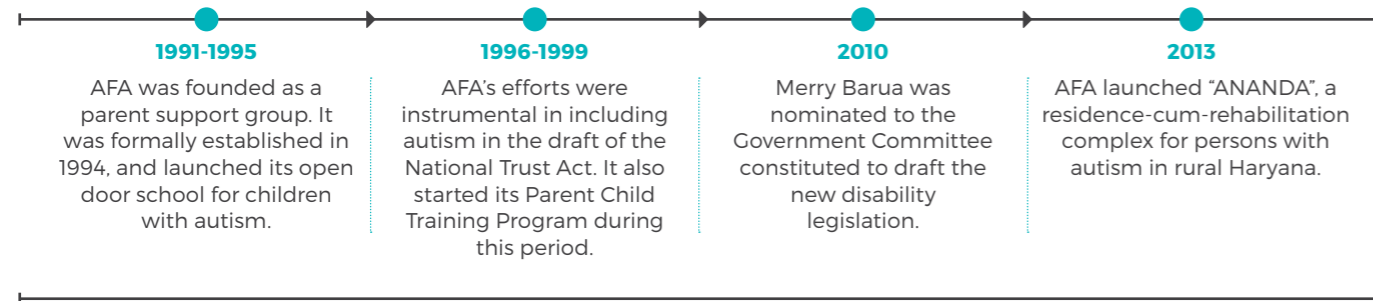 1991-1995
AFA was founded as a
parent support group. It
was formally established in
1994, and launched its open
door school for children
with autism.
1996-1999
AFA’s efforts were
instrumental in including
autism in the draft of the
National Trust Act. It also
started its Parent Child
Training Program during
this period.
2010
Merry Barua was
nominated to the
Government Committee
constituted to draft the
new disability
legislation.
2013
AFA launched “ANANDA”, a
residence-cum-rehabilitation
complex for persons with
autism in rural Haryana.